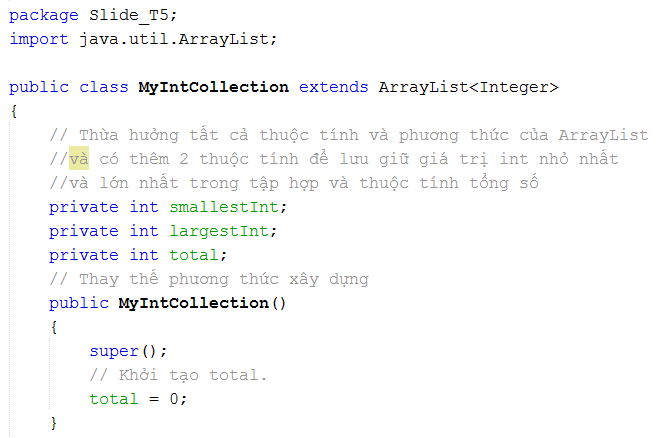 package Slide_T5;
import java.util.ArrayList;
public class MyIntCollection extends ArrayList<Integer>
{
// Thừa hưởng tất cả thuộc tính và phương thức của ArrayList
//và có thêm 2 thuộc tính để lưu giữ giá trị int nhỏ nhất
//và lớn nhất trong tập hợp và thuộc tính tổng số
private int smallestInt;
private int largestInt;
private int total;
// Thay thế phương thức xây dựng
public MyIntCollection()
{
super();
// Khởi tạo total.
total = 0;
}